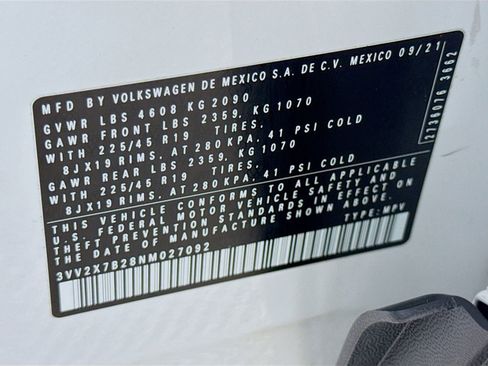 MFD BY VOLKSWAGEN DE MEXICO S.A. DE C.V. MEXICO 09/21
GVWR LBS 4608 KG 2090
GAWR FRONT LBS 2359, KG 1070
WITH 225/45 R19 TIRES,
8JX19 RIMS, AT 280 KPA, 41 PSI COLD
GAWR REAR LBS 2359, KG 1070
WITH 225/45 R19 TIRES,
8JX19 RIMS, AT 280 KPA, 41 PSI COLD
THIS VEHICLE CONFORMS TO ALL APPLICABLE
U.S. FEDERAL MOTOR VEHICLE SAFETY AND
THEFT PREVENTION STANDARDS IN EFFECT ON
THE DATE OF MANUFACTURE SHOWN ABOVE.
3VV2X7B28NM027092 TYPE: MPV
2736076 3662